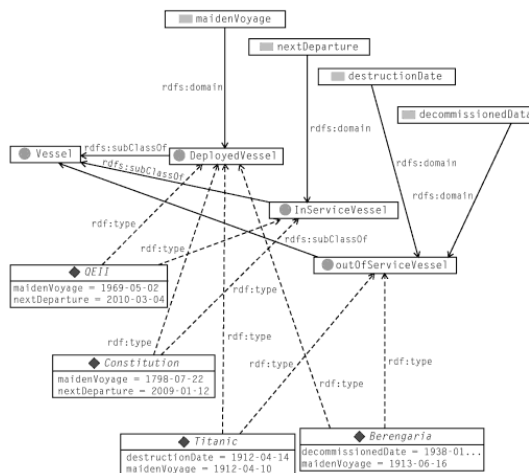 maidenVoyage
nextDeparture
destructionDate
decommissionedData
rdfs:domain
rdfs:domain
rdfs:domain
rdfs:domain
Vessel
rdfs:subClassOf
DeployedVessel
rdfs:subClassOf
rdf:type
InServiceVessel
rdf:type
rdfs:subClassOf
outOfServiceVessel
QEII
maidenVoyage = 1969-05-02
nextDeparture = 2010-03-04
rdf:type
rdf:type
rdf:type
rdf:type
Constitution
maidenVoyage = 1798-07-22
nextDeparture = 2009-01-12
rdf:type
rdf:type
Titanic
destructionDate = 1912-04-14
maidenVoyage = 1912-04-10
Berengaria
decommissionedDate = 1938-01...
maidenVoyage = 1913-06-16